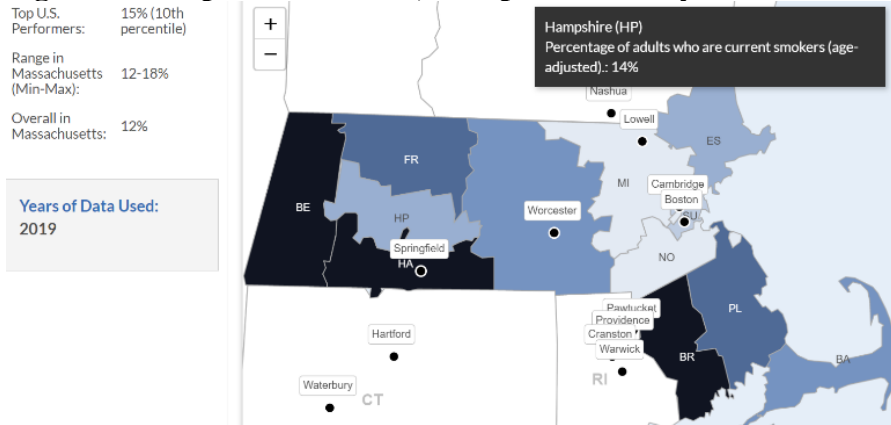 Top U.S.
Performers:
15% (10th
percentile)
Range in
Massachusetts
(Min-Max):
12-18%
Overall in
Massachusetts:
12%
Years of Data Used:
2019
+
−
Hampshire (HP)
Percentage of adults who are current smokers (age-
adjusted).: 14%
Nashua
Lowell
ES
FR
MI
Cambridge
Boston
SU
BE
HP
Worcester
Springfield
HA
NO
Pawtucket
Providence
Cranston
Warwick
PL
BR
BA
Hartford
RI
Waterbury
CT